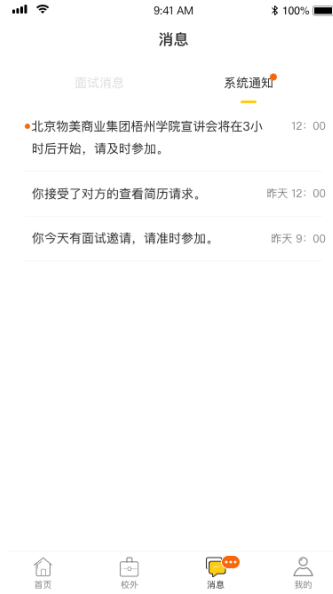 9:41 AM
100%
消息
面试消息
系统通知
北京物美商业集团梧州学院宣讲会将在3小
12：00
时后开始，请及时参加。
你接受了对方的查看简历请求。
昨天 12：00
你今天有面试邀请，请准时参加。
昨天 9：00
首页
校外
消息
我的